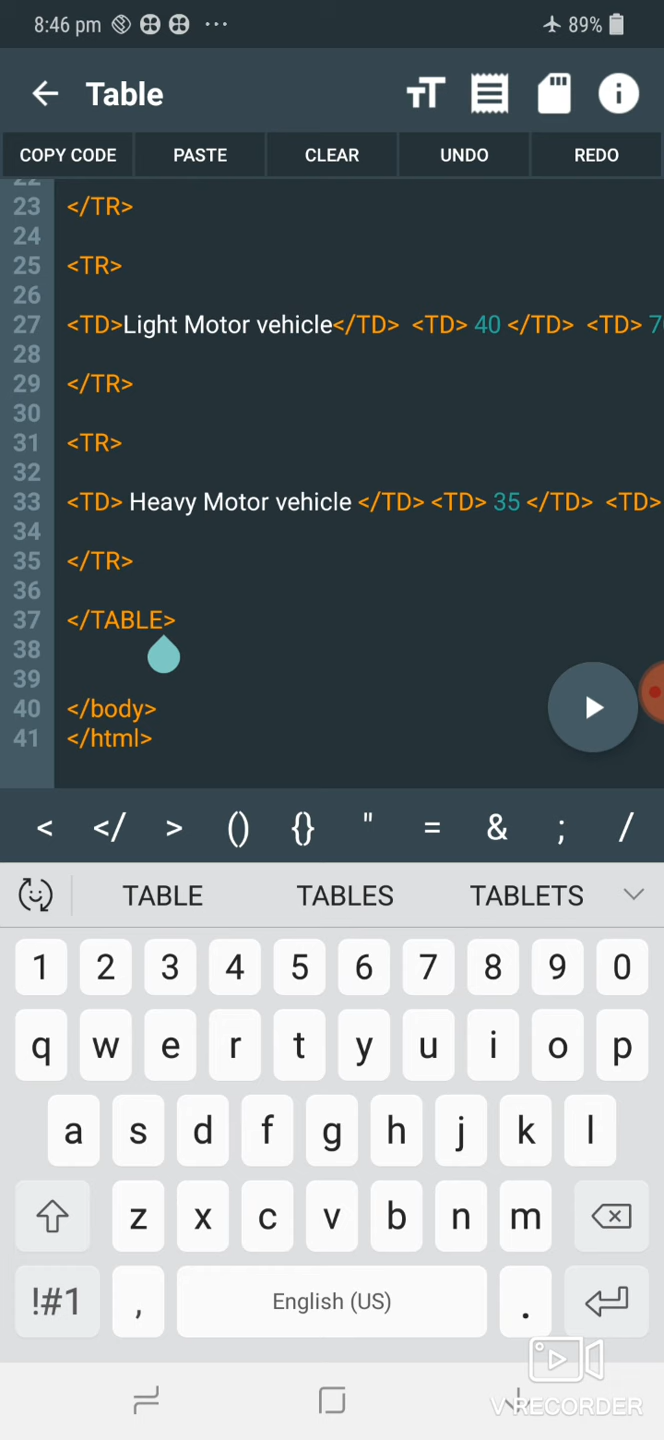 8:46 pm ... 89%
Table
COPY CODE PASTE CLEAR UNDO REDO
22
23 </TR>
24
25 <TR>
26
27 <TD>Light Motor vehicle</TD> <TD> 40 </TD> <TD> 7
28
29 </TR>
30
31 <TR>
32
33 <TD> Heavy Motor vehicle </TD> <TD> 35 </TD> <TD>
34
35 </TR>
36
37 </TABLE>
38
39
40 </body>
41 </html>
< </ > () {} " = & ; /
TABLE TABLES TABLETS
1 2 3 4 5 6 7 8 9 0
q w e r t y u i o p
a s d f g h j k l
z x c v b n m
!#1 , English (US) .
V RECORDER